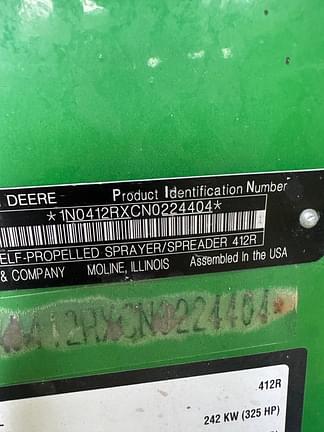 DEERE
Product Identification Number
*1N0412RXCN0224404*
ELF-PROPELLED SPRAYER/SPREADER 412R
& COMPANY MOLINE, ILLINOIS Assembled in the USA
412RXCN0224404*
412R
242 KW (325 HP)